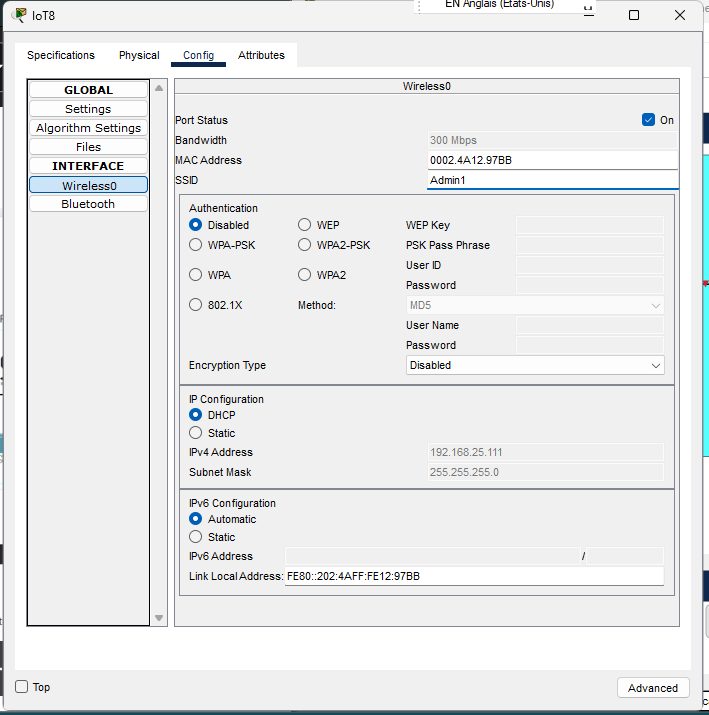 EN Anglais (États-Unis)
IoT8
Specifications Physical Config Attributes
GLOBAL
Settings
Algorithm Settings
Files
INTERFACE
Wireless0
Bluetooth
Wireless0
Port Status On
Bandwidth 300 Mbps
MAC Address 0002.4A12.97BB
SSID Admin1
Authentication
Disabled WEP WEP Key
WPA-PSK WPA2-PSK PSK Pass Phrase
User ID
WPA WPA2
Password
802.1X Method: MD5
User Name
Password
Encryption Type Disabled
IP Configuration
DHCP
Static
IPv4 Address 192.168.25.111
Subnet Mask 255.255.255.0
IPv6 Configuration
Automatic
Static
IPv6 Address /
Link Local Address: FE80::202:4AFF:FE12:97BB
Top Advanced